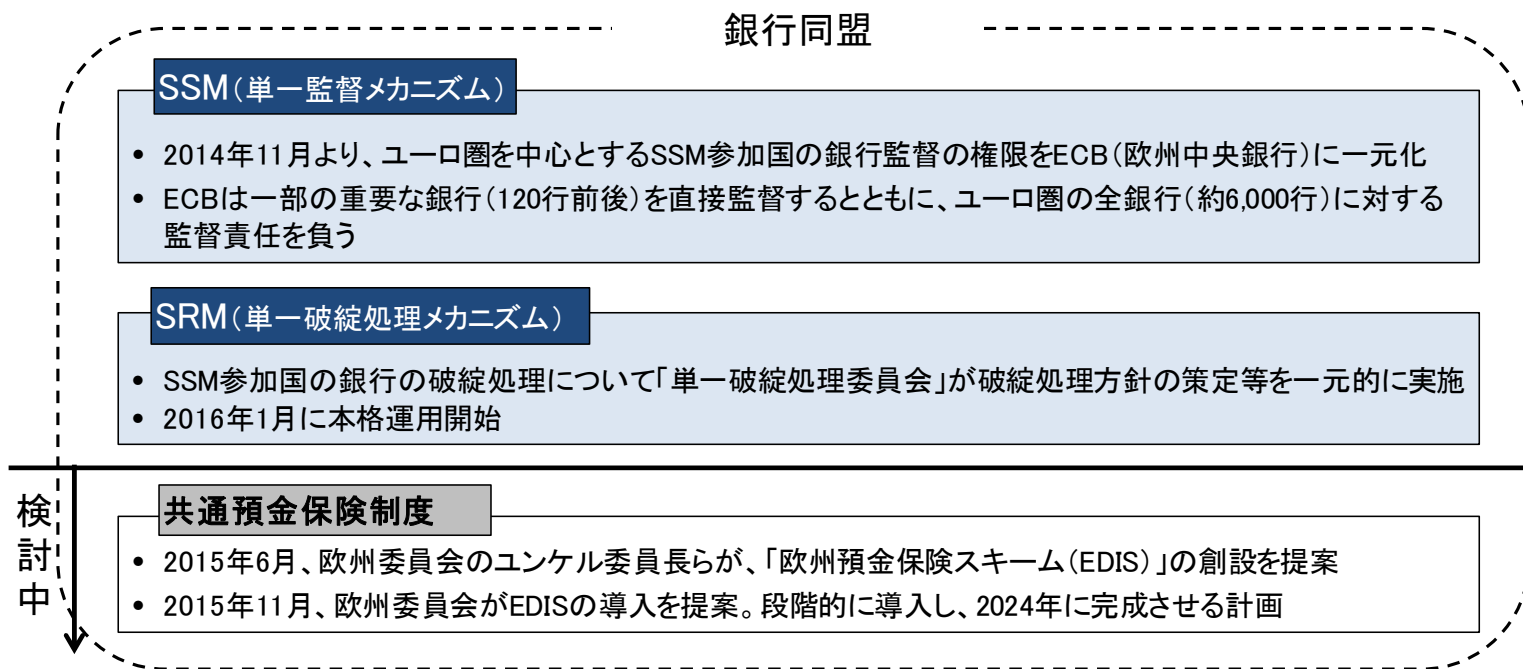 銀行同盟
SSM（単一監督メカニズム）
• 2014年11月より、ユーロ圏を中心とするSSM参加国の銀行監督の権限をECB（欧州中央銀行）に一元化
• ECBは一部の重要な銀行（120行前後）を直接監督するとともに、ユーロ圏の全銀行（約6,000行）に対する
監督責任を負う
SRM（単一破綻処理メカニズム）
• SSM参加国の銀行の破綻処理について「単一破綻処理委員会」が破綻処理方針の策定等を一元的に実施
• 2016年1月に本格運用開始
検討中
共通預金保険制度
• 2015年6月、欧州委員会のユンケル委員長らが、「欧州預金保険スキーム（EDIS）」の創設を提案
• 2015年11月、欧州委員会がEDISの導入を提案。段階的に導入し、2024年に完成させる計画